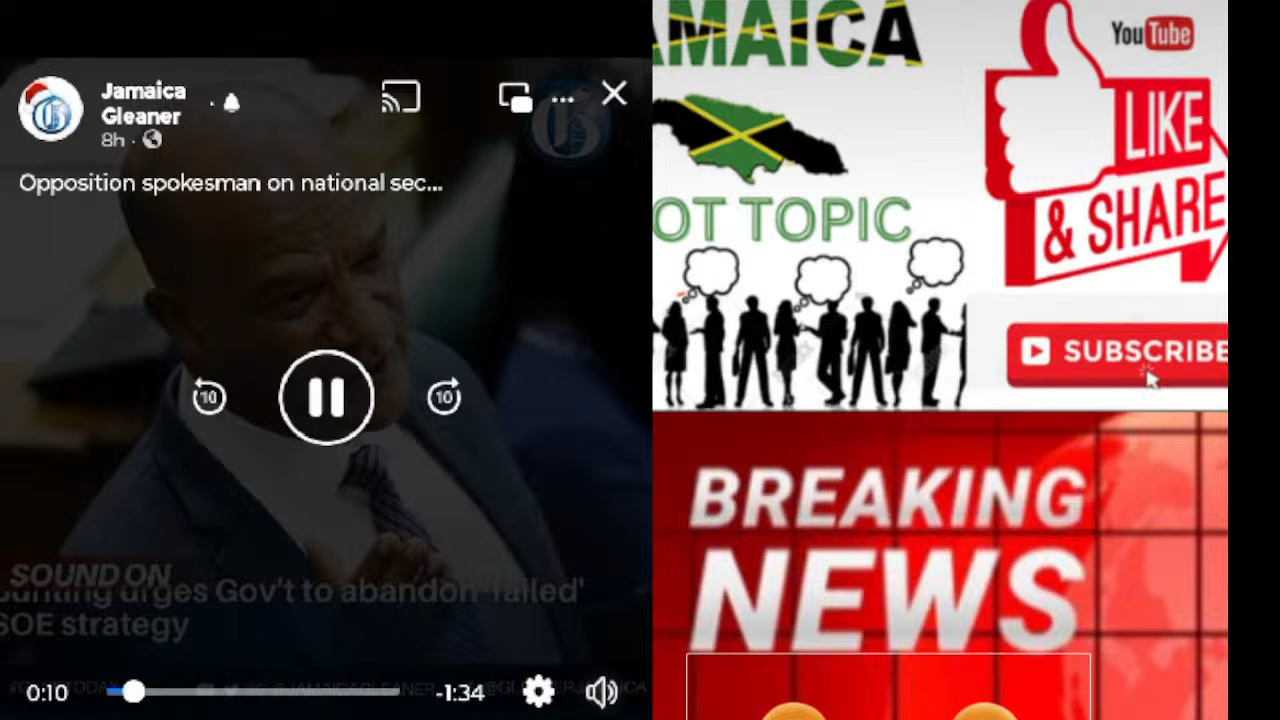 Jamaica
Gleaner
8h
Opposition spokesman on national sec...
10
10
SOUND ON
urges Gov't to abandon 'failed'
SOE strategy
0:10
-1:34
AMAICA
OT TOPIC
YouTube
LIKE
& SHARE
SUBSCRIBE
BREAKING
NEWS